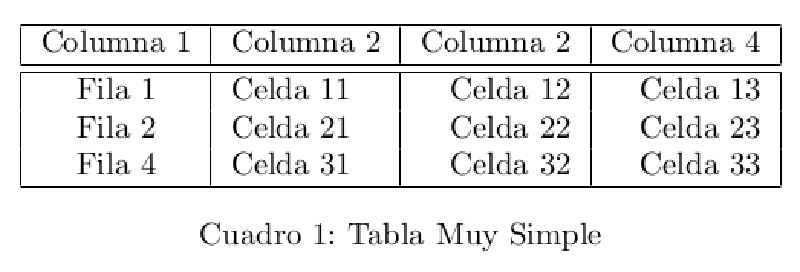 Columna 1 Columna 2 Columna 2 Columna 4
Fila 1 Celda 11 Celda 12 Celda 13
Fila 2 Celda 21 Celda 22 Celda 23
Fila 4 Celda 31 Celda 32 Celda 33
Cuadro 1: Tabla Muy Simple